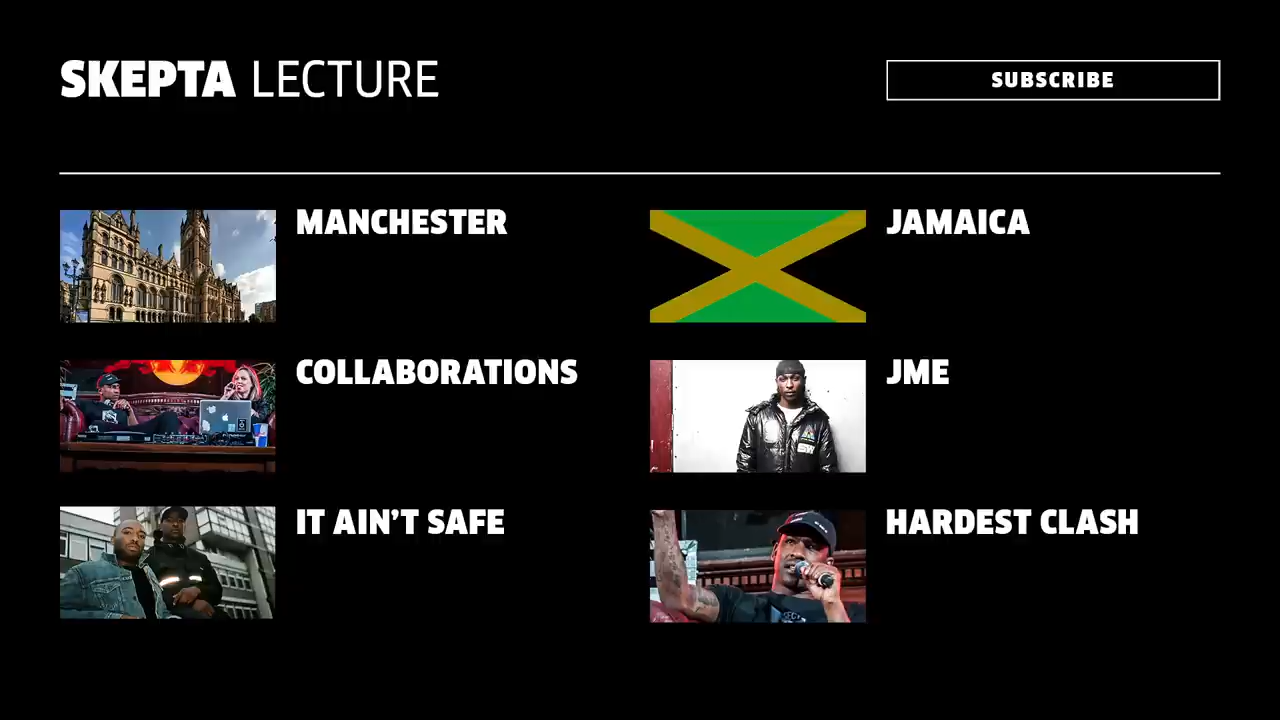 SKEPTA LECTURE
SUBSCRIBE
MANCHESTER
JAMAICA
COLLABORATIONS
JME
IT AIN'T SAFE
HARDEST CLASH